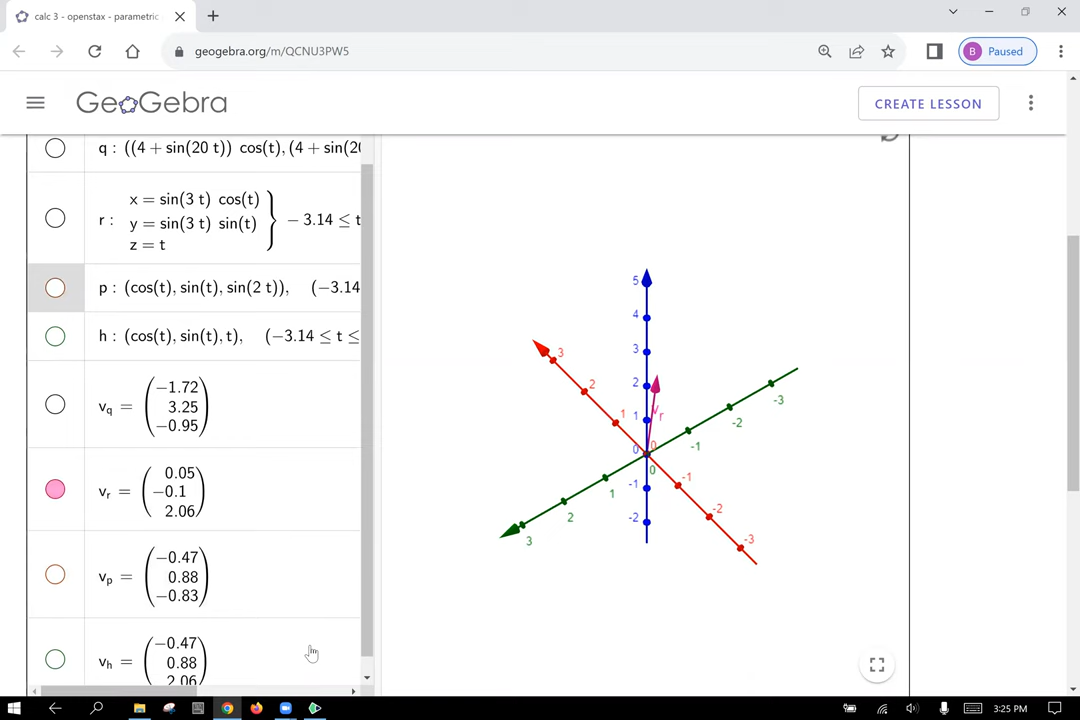 calc 3 - openstax - parametric
geogebra.org/m/QCNU3PW5
B Paused
GeoGebra
CREATE LESSON
q : ((4 + sin(20 t)) cos(t), (4 + sin(20
r : x = sin(3 t) cos(t)
y = sin(3 t) sin(t)
z = t
} − 3.14 ≤ t
p : (cos(t), sin(t), sin(2 t)), (−3.14
h : (cos(t), sin(t), t), (−3.14 ≤ t ≤
v_q = (−1.72
3.25
−0.95)
v_r = (0.05
−0.1
2.06)
v_p = (−0.47
0.88
−0.83)
v_h = (−0.47
0.88
2.06
5
4
3
2
1
0
-1
-2
3
2
1
0
-1
-2
-3
-3
-2
-1
0
1
2
3
v_r
3:25 PM